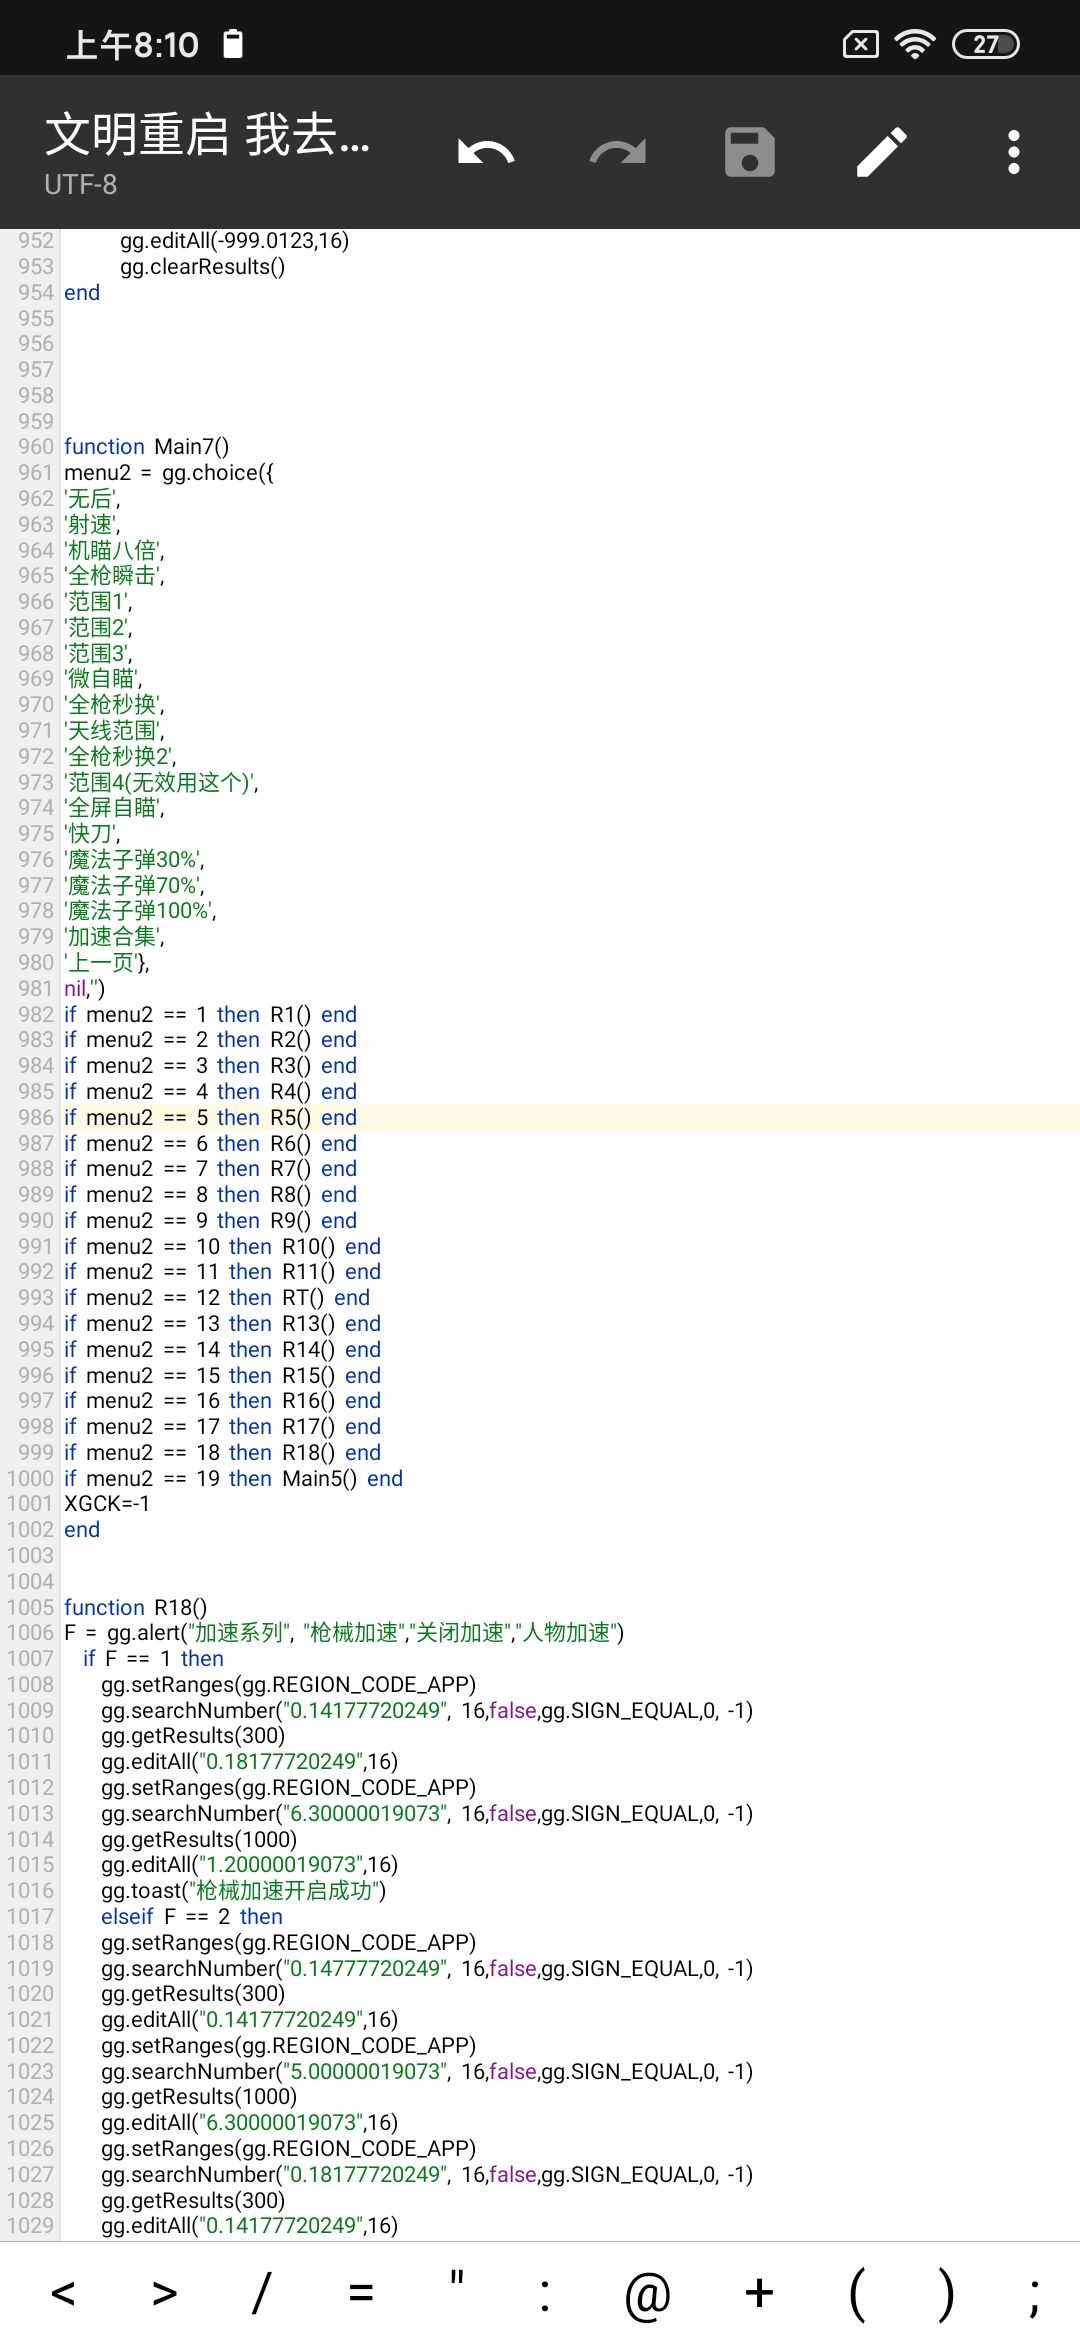 上午8:10
27
文明重启 我去...
UTF-8
952 gg.editAll(-999.0123,16)
953 gg.clearResults()
954 end
955
956
957
958
959
960 function Main7()
961 menu2 = gg.choice({
962 '无后',
963 '射速',
964 '机瞄八倍',
965 '全枪瞬击',
966 '范围1',
967 '范围2',
968 '范围3',
969 '微自瞄',
970 '全枪秒换',
971 '天线范围',
972 '全枪秒换2',
973 '范围4(无效用这个)',
974 '全屏自瞄',
975 '快刀',
976 '魔法子弹30%',
977 '魔法子弹70%',
978 '魔法子弹100%',
979 '加速合集',
980 '上一页'},
981 nil,'')
982 if menu2 == 1 then R1() end
983 if menu2 == 2 then R2() end
984 if menu2 == 3 then R3() end
985 if menu2 == 4 then R4() end
986 if menu2 == 5 then R5() end
987 if menu2 == 6 then R6() end
988 if menu2 == 7 then R7() end
989 if menu2 == 8 then R8() end
990 if menu2 == 9 then R9() end
991 if menu2 == 10 then R10() end
992 if menu2 == 11 then R11() end
993 if menu2 == 12 then RT() end
994 if menu2 == 13 then R13() end
995 if menu2 == 14 then R14() end
996 if menu2 == 15 then R15() end
997 if menu2 == 16 then R16() end
998 if menu2 == 17 then R17() end
999 if menu2 == 18 then R18() end
1000 if menu2 == 19 then Main5() end
1001 XGCK=-1
1002 end
1003
1004
1005 function R18()
1006 F = gg.alert("加速系列", "枪械加速","关闭加速","人物加速")
1007 if F == 1 then
1008 gg.setRanges(gg.REGION_CODE_APP)
1009 gg.searchNumber("0.14177720249", 16,false,gg.SIGN_EQUAL,0, -1)
1010 gg.getResults(300)
1011 gg.editAll("0.18177720249",16)
1012 gg.setRanges(gg.REGION_CODE_APP)
1013 gg.searchNumber("6.30000019073", 16,false,gg.SIGN_EQUAL,0, -1)
1014 gg.getResults(1000)
1015 gg.editAll("1.20000019073",16)
1016 gg.toast("枪械加速开启成功")
1017 elseif F == 2 then
1018 gg.setRanges(gg.REGION_CODE_APP)
1019 gg.searchNumber("0.14777720249", 16,false,gg.SIGN_EQUAL,0, -1)
1020 gg.getResults(300)
1021 gg.editAll("0.14177720249",16)
1022 gg.setRanges(gg.REGION_CODE_APP)
1023 gg.searchNumber("5.00000019073", 16,false,gg.SIGN_EQUAL,0, -1)
1024 gg.getResults(1000)
1025 gg.editAll("6.30000019073",16)
1026 gg.setRanges(gg.REGION_CODE_APP)
1027 gg.searchNumber("0.18177720249", 16,false,gg.SIGN_EQUAL,0, -1)
1028 gg.getResults(300)
1029 gg.editAll("0.14177720249",16)
< > / = " : @ + ( ) ;